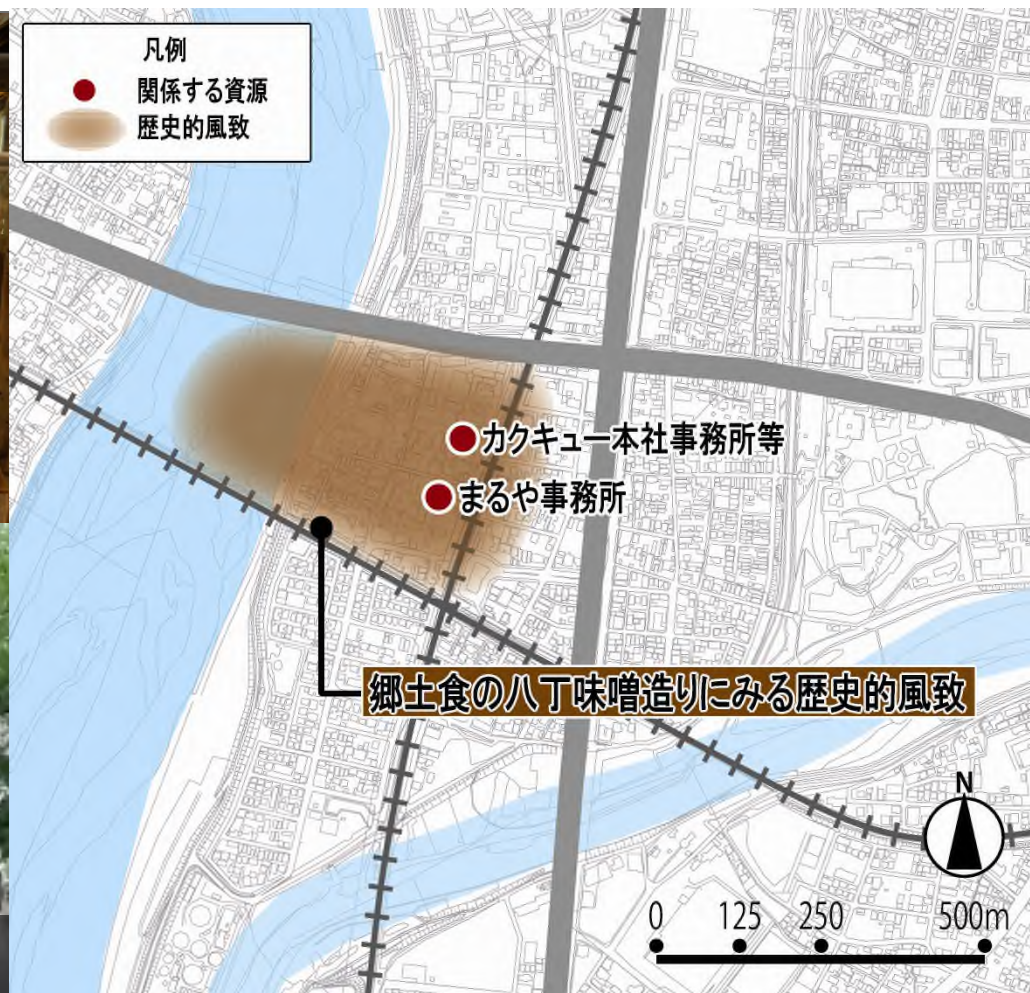 凡例
関係する資源
歴史的風致
カクキュー本社事務所等
まるや事務所
郷土食の八丁味噌造りにみる歴史的風致
N
0 125 250 500m